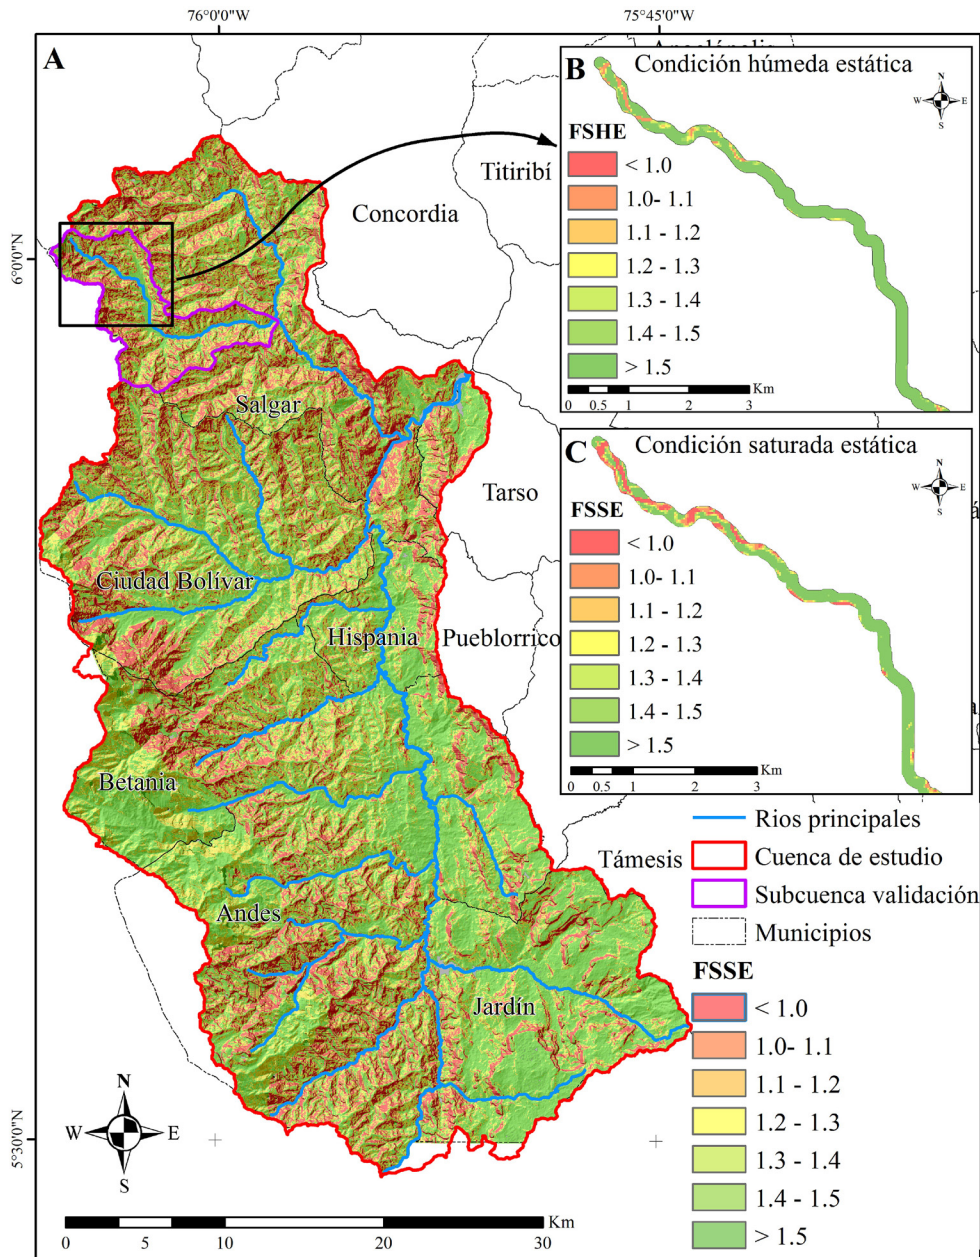 76°0'0"W
75°45'0"W
6°0'0"N
5°30'0"N
A
Titiribí
Concordia
Salgar
Tarso
Ciudad Bolívar
Hispania
Pueblorrico
Betania
Támesis
Andes
Jardín
N
W
E
S
Km
0
5
10
20
30
B
Condición húmeda estática
N
W
E
S
FSHE
< 1.0
1.0- 1.1
1.1 - 1.2
1.2 - 1.3
1.3 - 1.4
1.4 - 1.5
> 1.5
Km
0
0.5
1
2
3
C
Condición saturada estática
N
W
E
S
FSSE
< 1.0
1.0- 1.1
1.1 - 1.2
1.2 - 1.3
1.3 - 1.4
1.4 - 1.5
> 1.5
Km
0
0.5
1
2
3
Rios principales
Cuenca de estudio
Subcuenca validación
Municipios
FSSE
< 1.0
1.0- 1.1
1.1 - 1.2
1.2 - 1.3
1.3 - 1.4
1.4 - 1.5
> 1.5